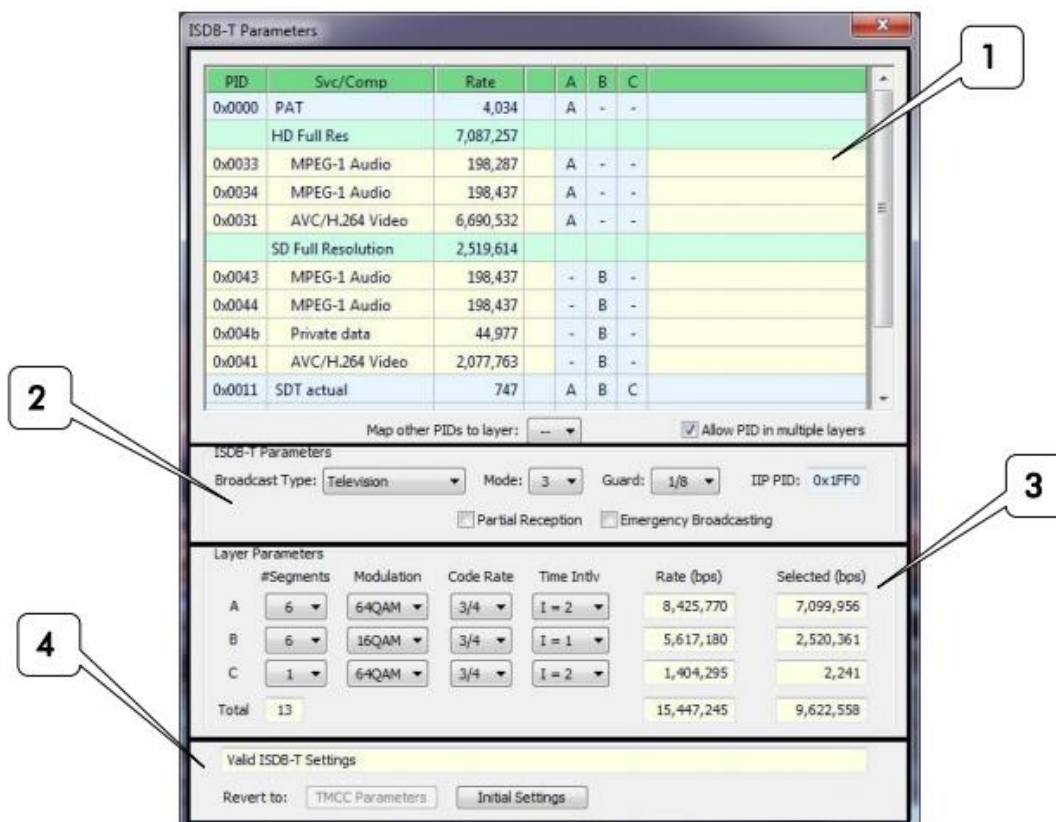 ISDB-T Parameters
1
PID Svc/Comp Rate A B C
0x0000 PAT 4,034 A - -
HD Full Res 7,087,257
0x0033 MPEG-1 Audio 198,287 A - -
0x0034 MPEG-1 Audio 198,437 A - -
0x0031 AVC/H.264 Video 6,690,532 A - -
SD Full Resolution 2,519,614
0x0043 MPEG-1 Audio 198,437 - B -
0x0044 MPEG-1 Audio 198,437 - B -
0x004b Private data 44,977 - B -
0x0041 AVC/H.264 Video 2,077,763 - B -
0x0011 SDT actual 747 A B C
2
Map other PIDs to layer: -- Allow PID in multiple layers
ISDB-T Parameters
Broadcast Type: Television Mode: 3 Guard: 1/8 IIP PID: 0x1FF0
3
Partial Reception Emergency Broadcasting
Layer Parameters
#Segments Modulation Code Rate Time Intlv Rate (bps) Selected (bps)
A 6 64QAM 3/4 I = 2 8,425,770 7,099,956
B 6 16QAM 3/4 I = 1 5,617,180 2,520,361
4
C 1 64QAM 3/4 I = 2 1,404,295 2,241
Total 13 15,447,245 9,622,558
Valid ISDB-T Settings
Revert to: TMCC Parameters Initial Settings